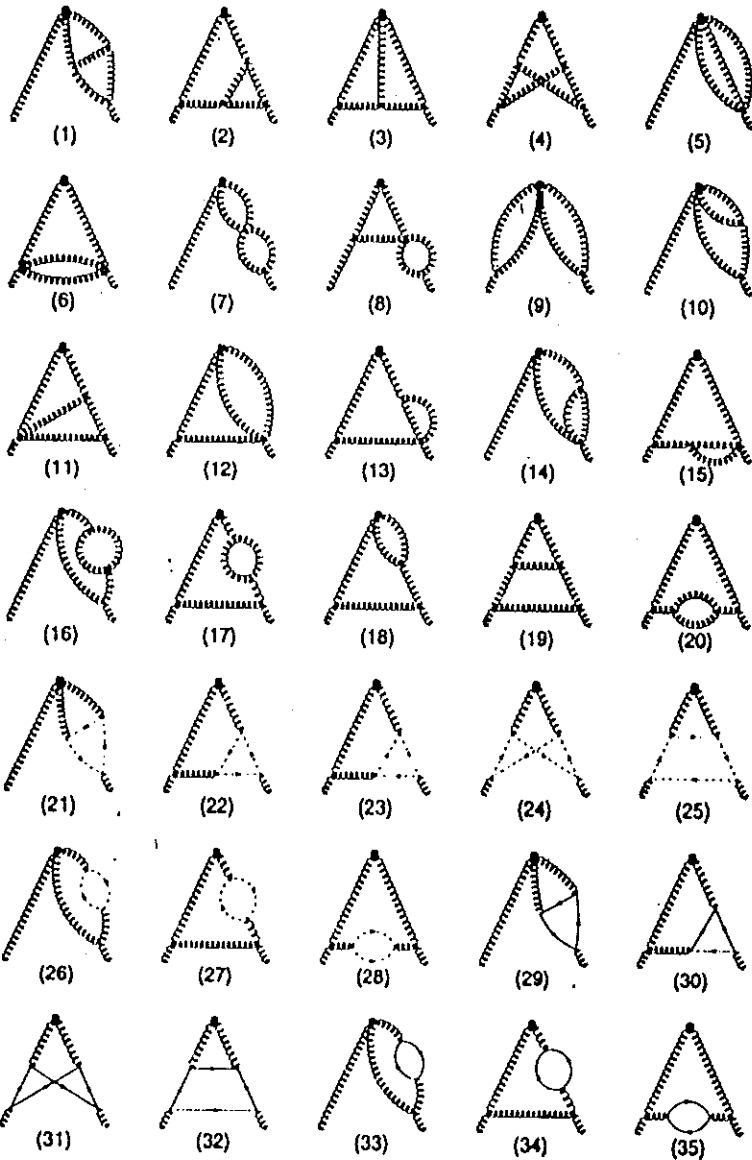 (1) (2) (3) (4) (5)
(6) (7) (8) (9) (10)
(11) (12) (13) (14) (15)
(16) (17) (18) (19) (20)
(21) (22) (23) (24) (25)
(26) (27) (28) (29) (30)
(31) (32) (33) (34) (35)